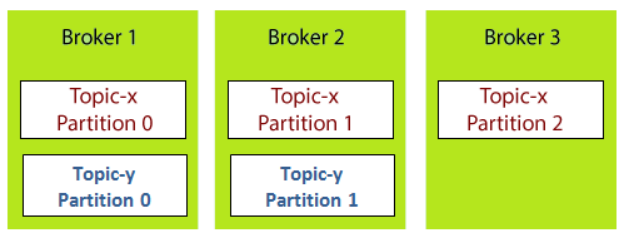 Broker 1
Topic-x
Partition 0
Topic-y
Partition 0
Broker 2
Topic-x
Partition 1
Topic-y
Partition 1
Broker 3
Topic-x
Partition 2